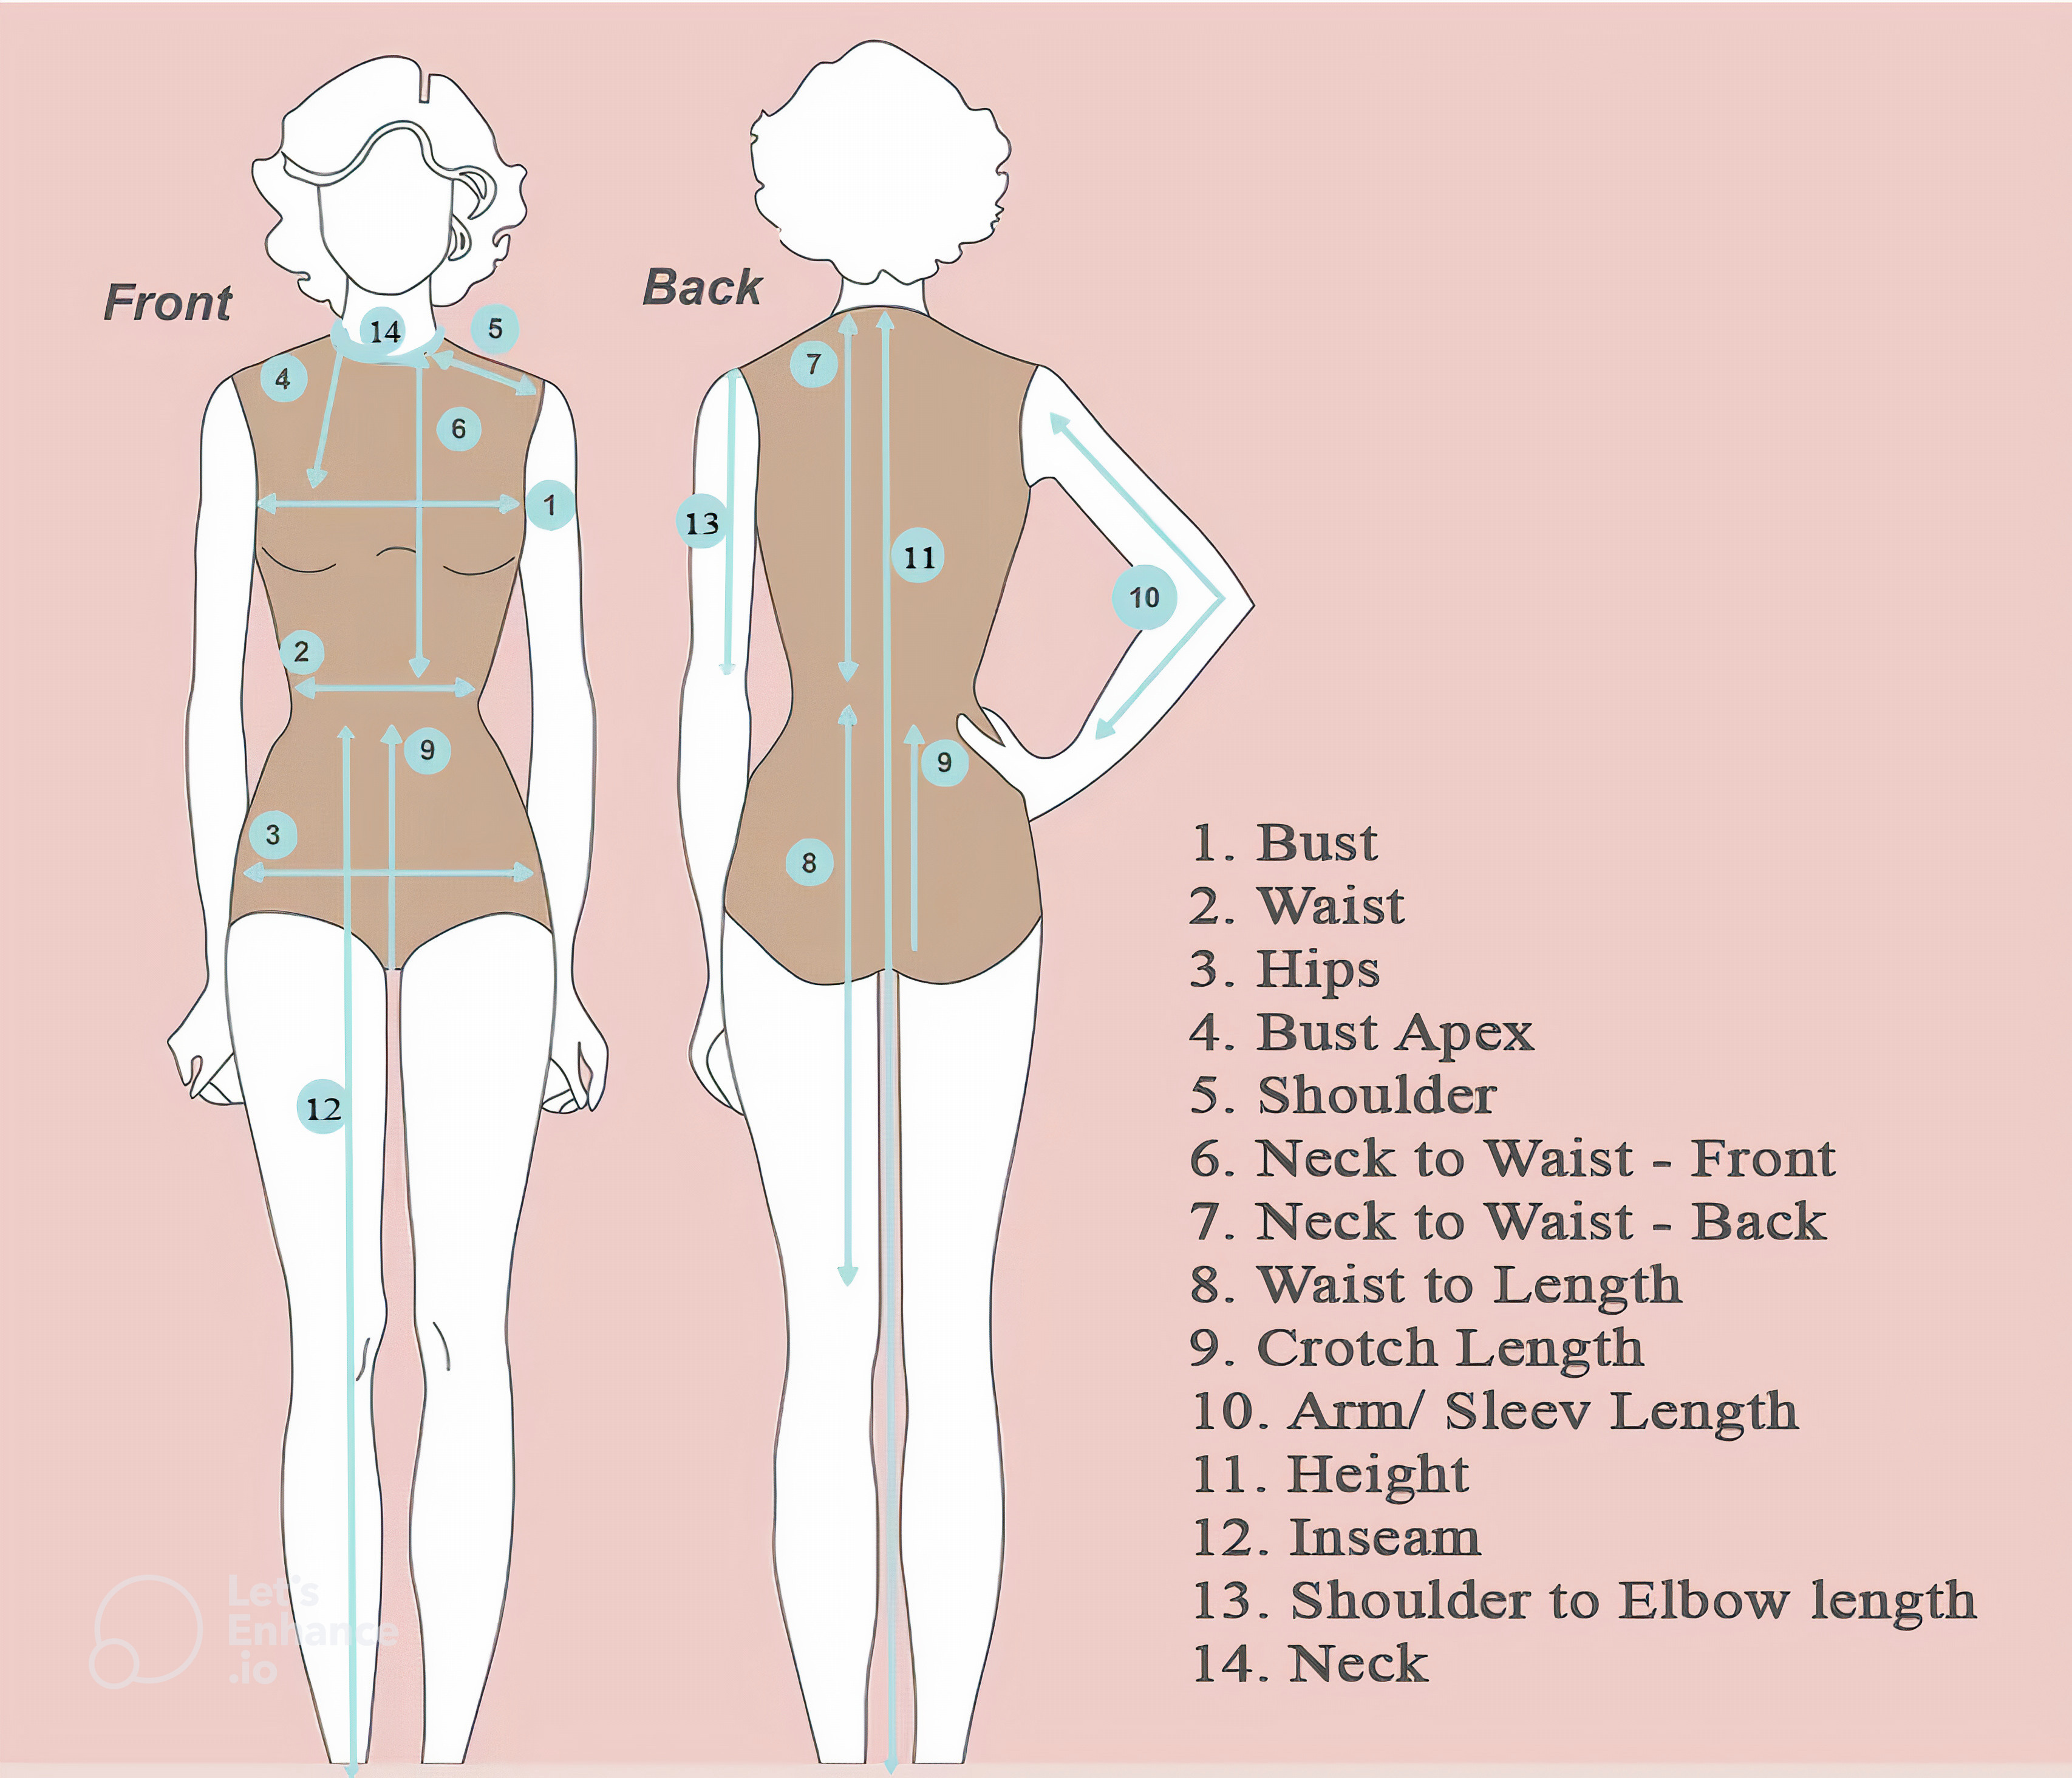 Front
Back
14
5
4
6
1
2
9
3
12
7
13
11
10
9
8
1. Bust
2. Waist
3. Hips
4. Bust Apex
5. Shoulder
6. Neck to Waist - Front
7. Neck to Waist - Back
8. Waist to Length
9. Crotch Length
10. Arm/ Sleev Length
11. Height
12. Inseam
13. Shoulder to Elbow length
14. Neck
Let's
Enhance
.io